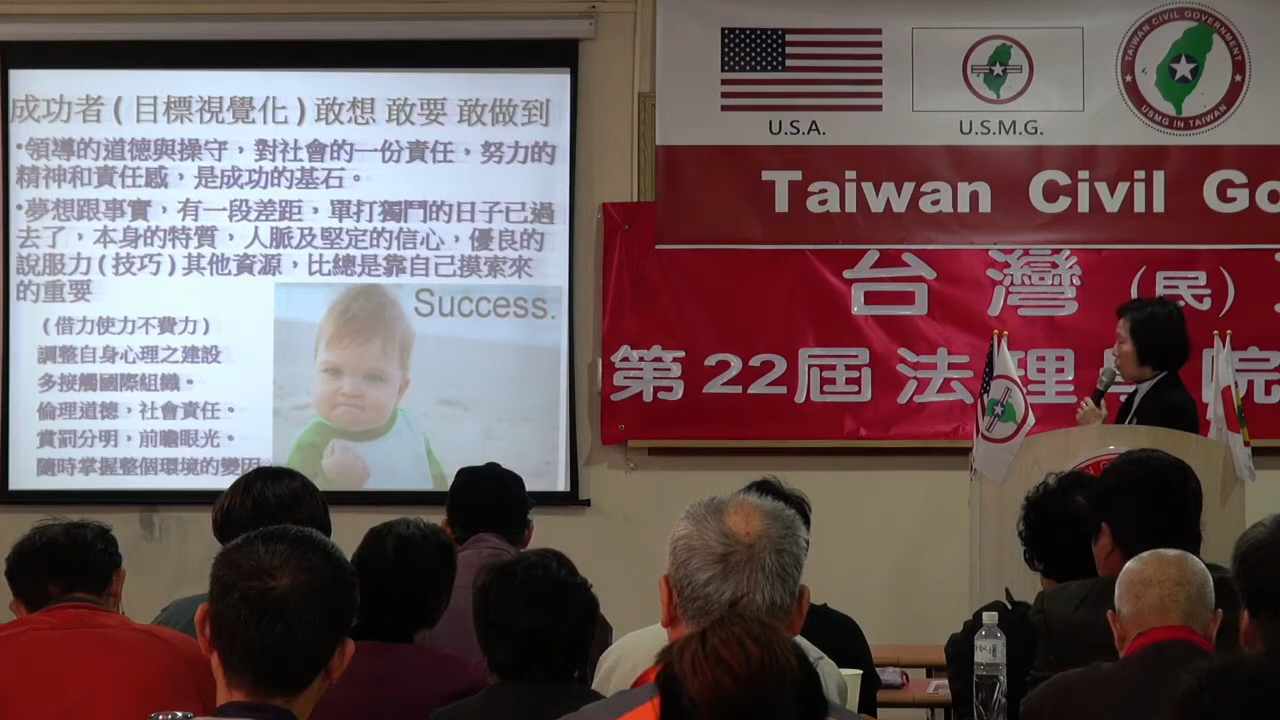 成功者 ( 目標視覺化 ) 敢想 敢要 敢做到
•領導的道德與操守，對社會的一份責任，努力的
精神和責任感，是成功的基石。
•夢想跟事實，有一段差距，單打獨鬥的日子已過
去了，本身的特質，人脈及堅定的信心，優良的
說服力 ( 技巧 ) 其他資源，比總是靠自己摸索來
的重要
( 借力使力不費力 )
調整自身心理之建設
多接觸國際組織。
倫理道德，社會責任。
賞罰分明，前瞻眼光。
隨時掌握整個環境的變因
Success.
U.S.A.
U.S.M.G.
TAIWAN CIVIL GOVERNMENT
USMG IN TAIWAN
Taiwan Civil Go
台灣（民）
第22屆法理學院